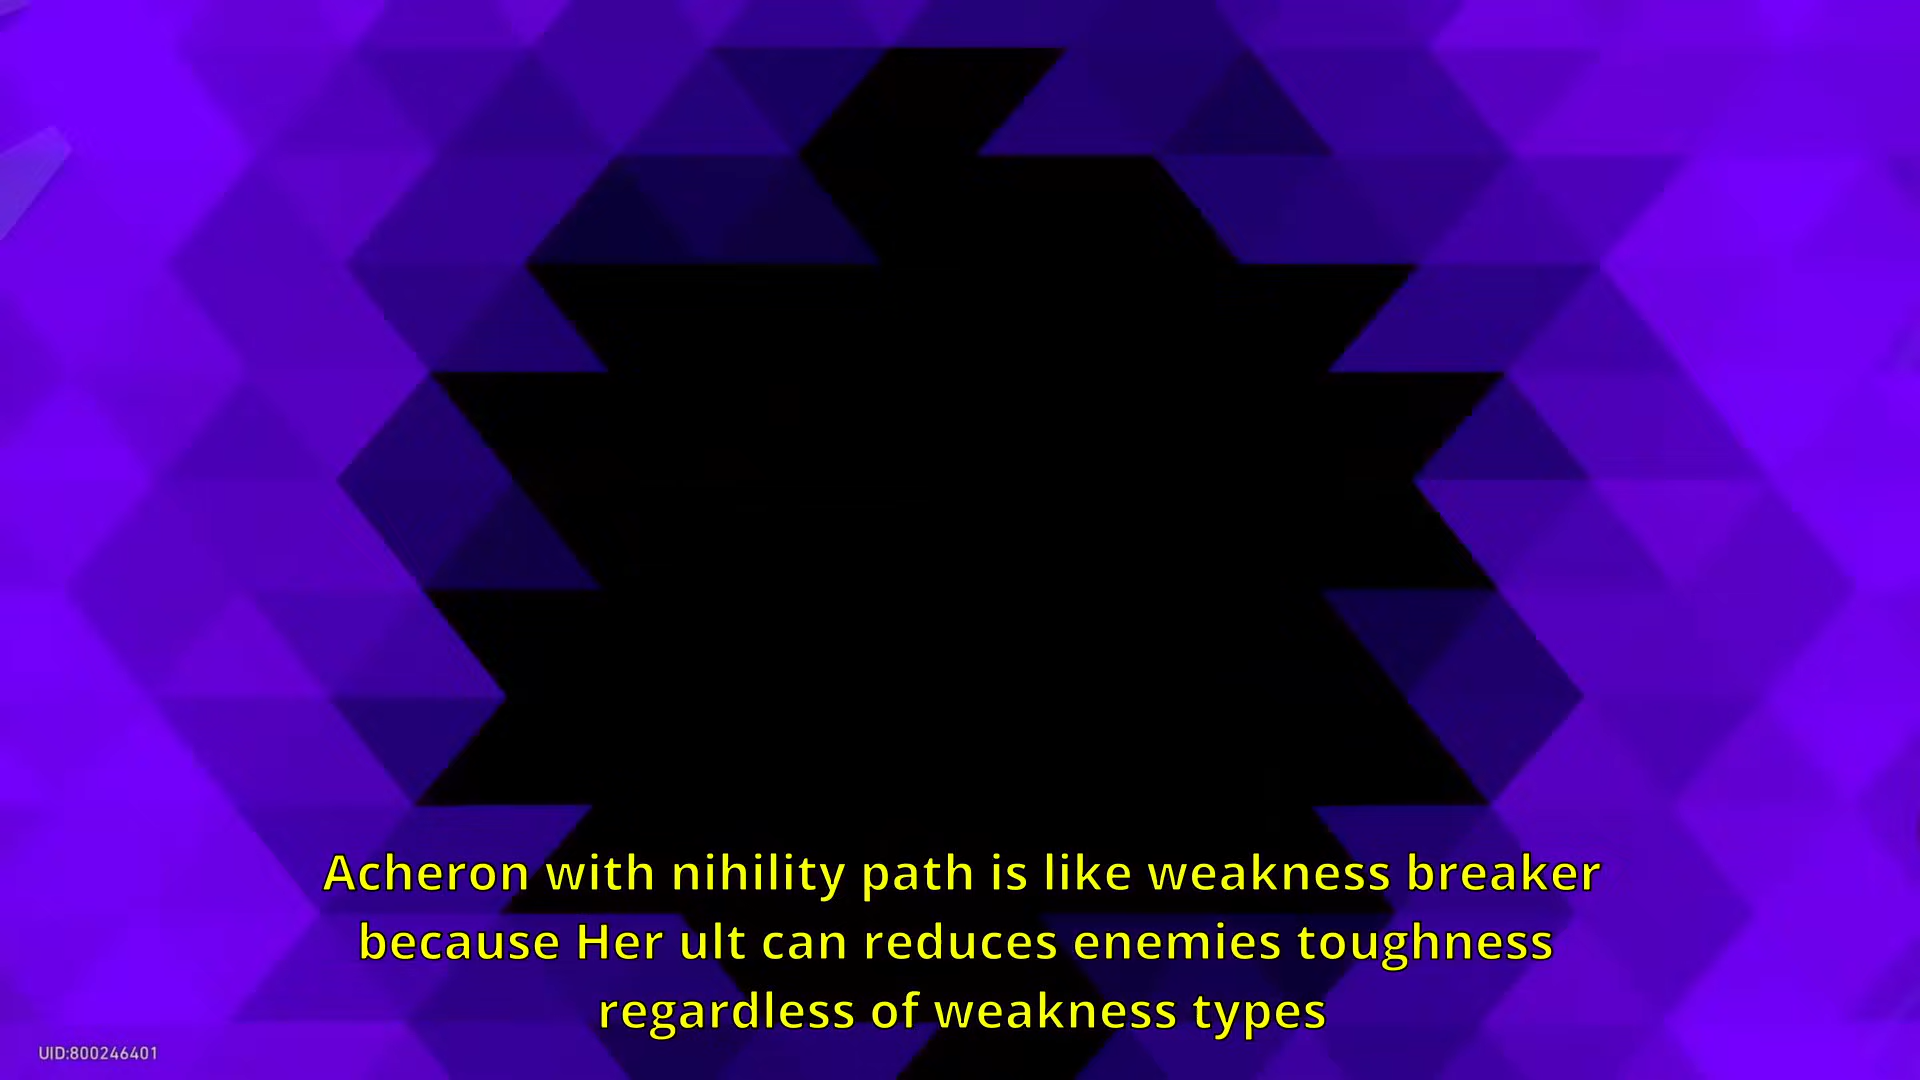 Acheron with nihility path is like weakness breaker
because Her ult can reduces enemies toughness
regardless of weakness types
UID:800246401